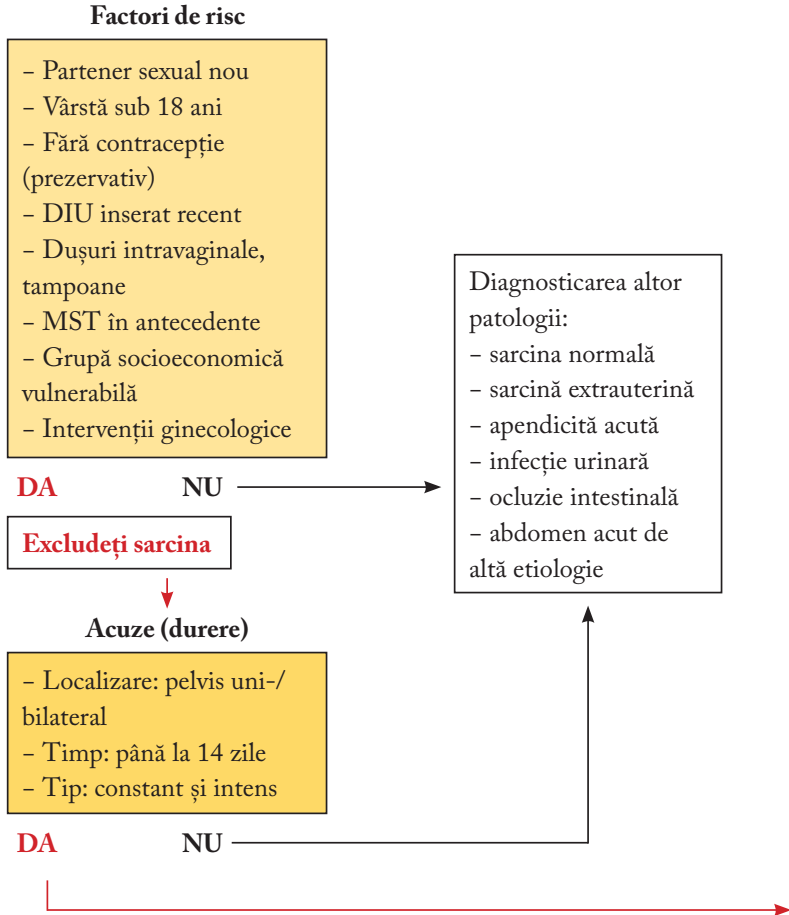 Factori de risc
– Partener sexual nou
– Vârstă sub 18 ani
– Fără contracepție
(prezervativ)
– DIU inserat recent
– Dușuri intravaginale,
tampoane
– MST în antecedente
– Grupă socioeconomică
vulnerabilă
– Intervenții ginecologice
DA NU
Excludeți sarcina
Acuze (durere)
– Localizare: pelvis uni-/
bilateral
– Timp: până la 14 zile
– Tip: constant și intens
DA NU
Diagnosticarea altor
patologii:
– sarcina normală
– sarcină extrauterină
– apendicită acută
– infecție urinară
– ocluzie intestinală
– abdomen acut de
altă etiologie